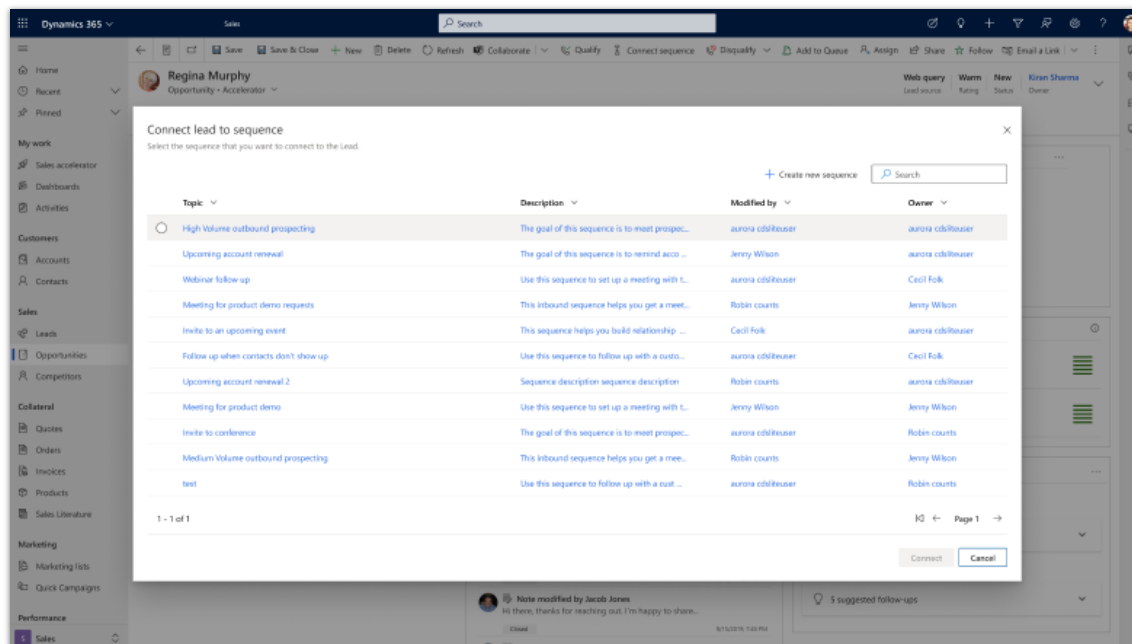 Dynamics 365
Sales
Search
Save
Save & Close
New
Delete
Refresh
Collaborate
Qualify
Connect sequence
Disqualify
Add to Queue
Assign
Share
Follow
Email a Link
Home
Recent
Pinned
My work
Sales accelerator
Dashboards
Activities
Customers
Accounts
Contacts
Sales
Leads
Opportunities
Competitors
Collateral
Quotes
Orders
Invoices
Products
Sales Literature
Marketing
Marketing lists
Quick Campaigns
Performance
S Sales
Regina Murphy
Opportunity • Accelerator
Web query Warm New Kiran Sharma
Lead source Rating Status Owner
Connect lead to sequence
Select the sequence that you want to connect to the Lead.
Create new sequence
Search
Topic Description Modified by Owner
High Volume outbound prospecting The goal of this sequence is to meet prospec... aurora cdsliteuser aurora cdsliteuser
Upcoming account renewal The goal of this sequence is to remind acco ... Jenny Wilson aurora cdsliteuser
Webinar follow up Use this sequence to set up a meeting with t... aurora cdsliteuser Cecil Folk
Meeting for product demo requests This inbound sequence helps you get a meet... Robin counts Jenny Wilson
Invite to an upcoming event This sequence helps you build relationship ... Cecil Folk aurora cdsliteuser
Follow up when contacts don't show up Use this sequence to follow up with a custo... aurora cdsliteuser Cecil Folk
Upcoming account renewal 2 Sequence description sequence description Robin counts aurora cdsliteuser
Meeting for product demo Use this sequence to set up a meeting with t... Jenny Wilson Jenny Wilson
Invite to conference The goal of this sequence is to meet prospec... aurora cdsliteuser Robin counts
Medium Volume outbound prospecting This inbound sequence helps you get a mee... Robin counts Jenny Wilson
test Use this sequence to follow up with a cust ... aurora cdsliteuser Robin counts
1 - 1 of 1
Page 1
Connect
Cancel
Note modified by Jacob Jones
Hi there, thanks for reaching out. I'm happy to share...
Closed
5 suggested follow-ups